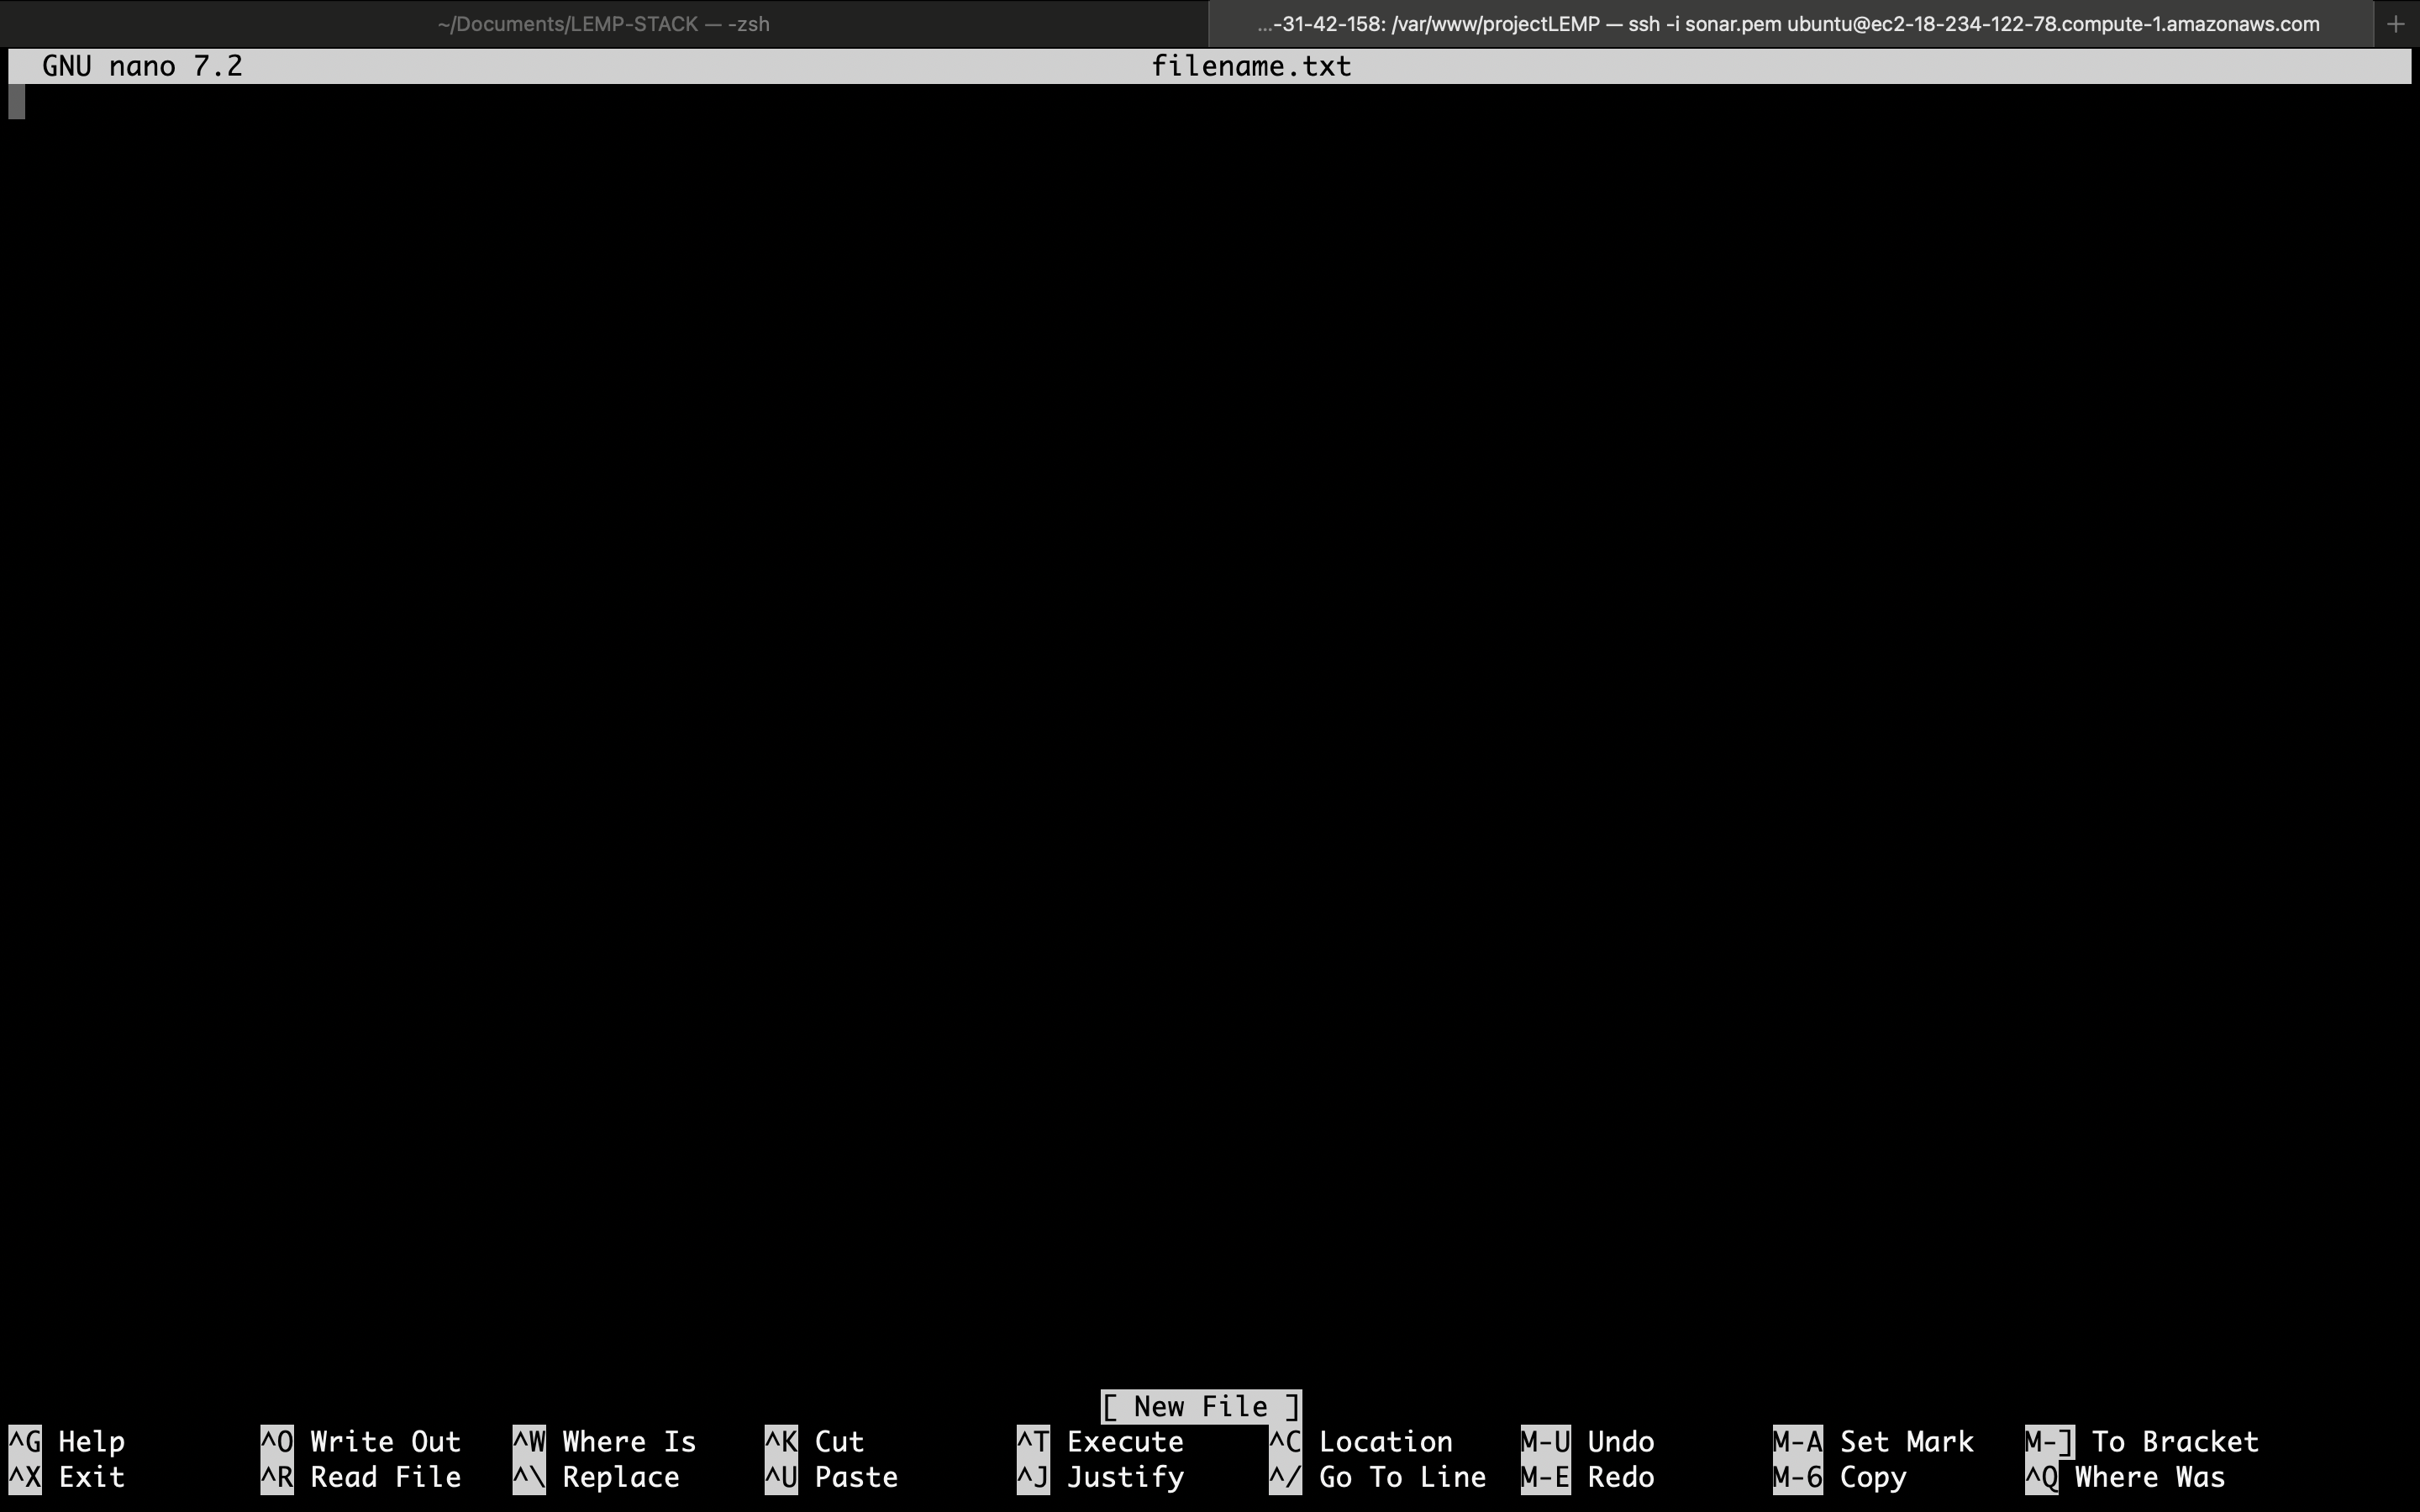 ~/Documents/LEMP-STACK — -zsh
...-31-42-158: /var/www/projectLEMP — ssh -i sonar.pem ubuntu@ec2-18-234-122-78.compute-1.amazonaws.com +
GNU nano 7.2 filename.txt
[ New File ]
^G Help ^O Write Out ^W Where Is ^K Cut ^T Execute ^C Location M-U Undo M-A Set Mark M-] To Bracket
^X Exit ^R Read File ^\ Replace ^U Paste ^J Justify ^/ Go To Line M-E Redo M-6 Copy ^Q Where Was